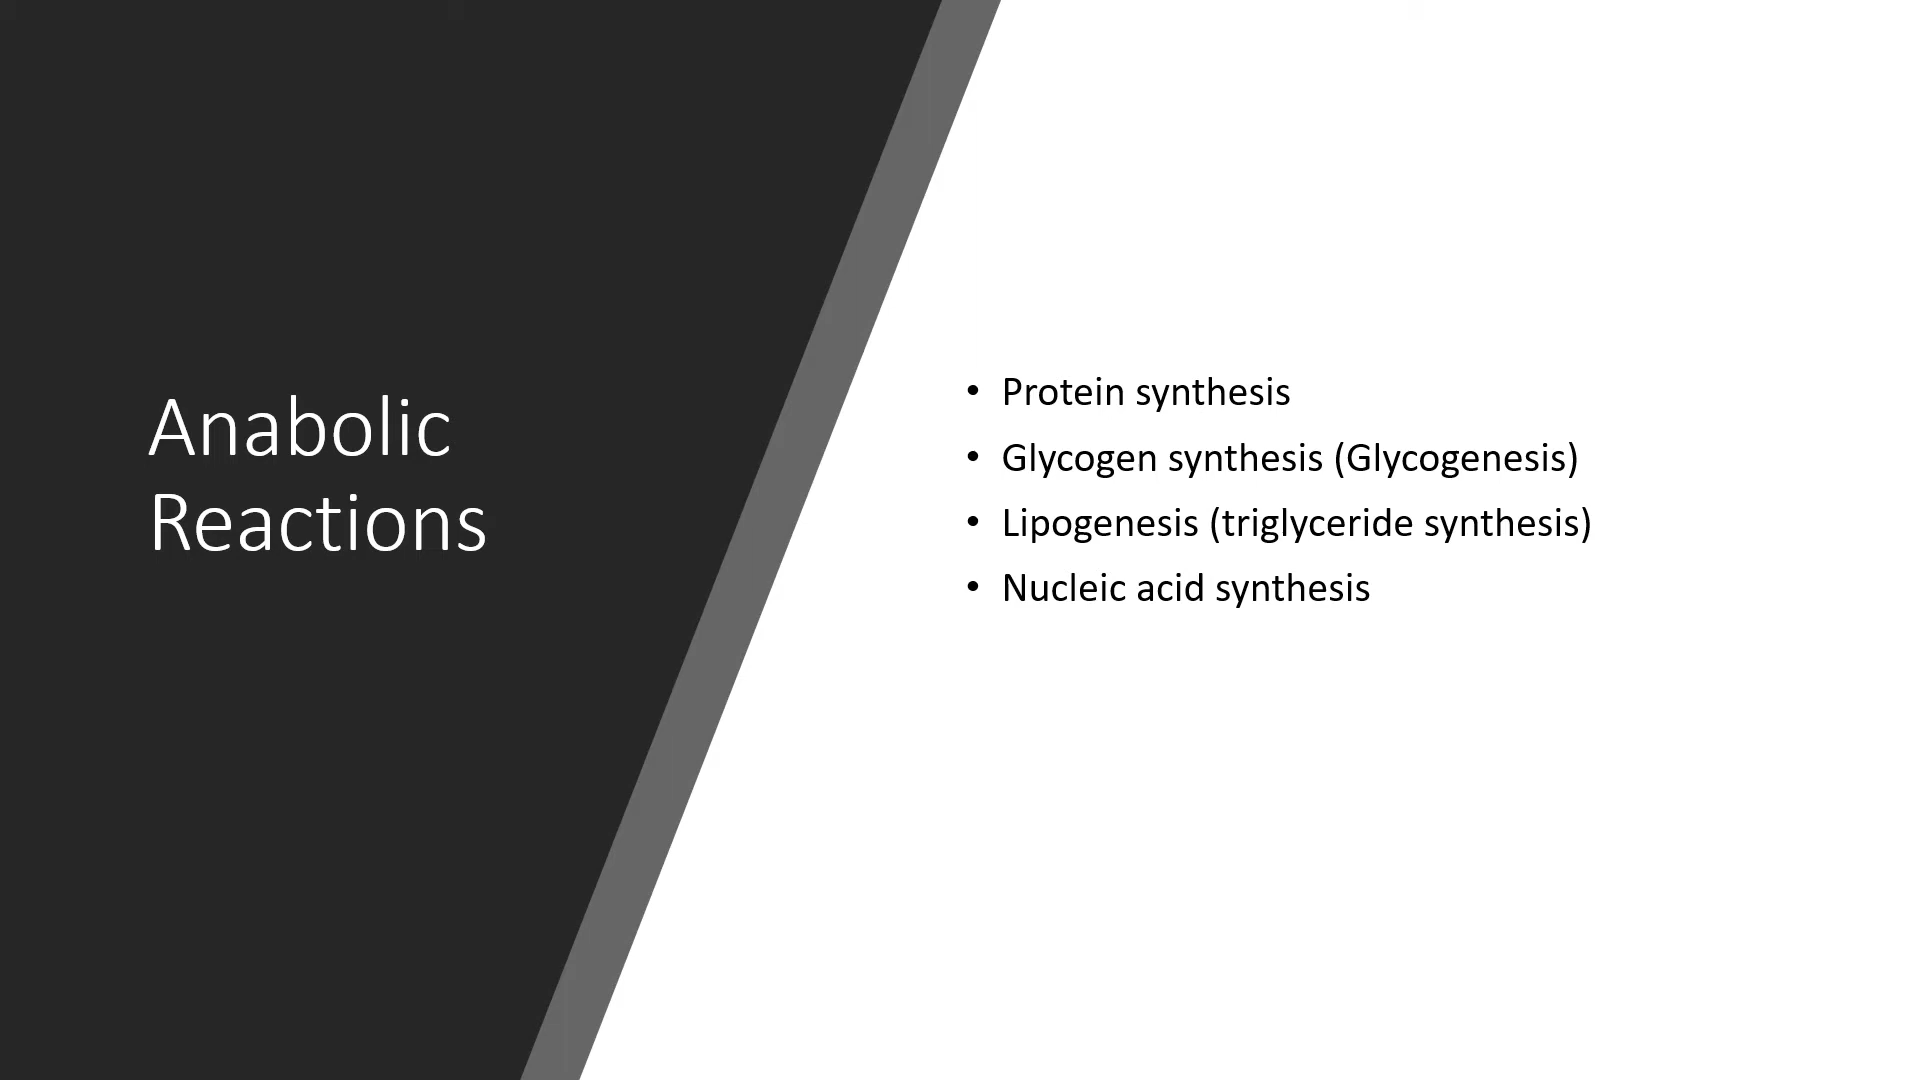 Anabolic
Reactions
• Protein synthesis
• Glycogen synthesis (Glycogenesis)
• Lipogenesis (triglyceride synthesis)
• Nucleic acid synthesis